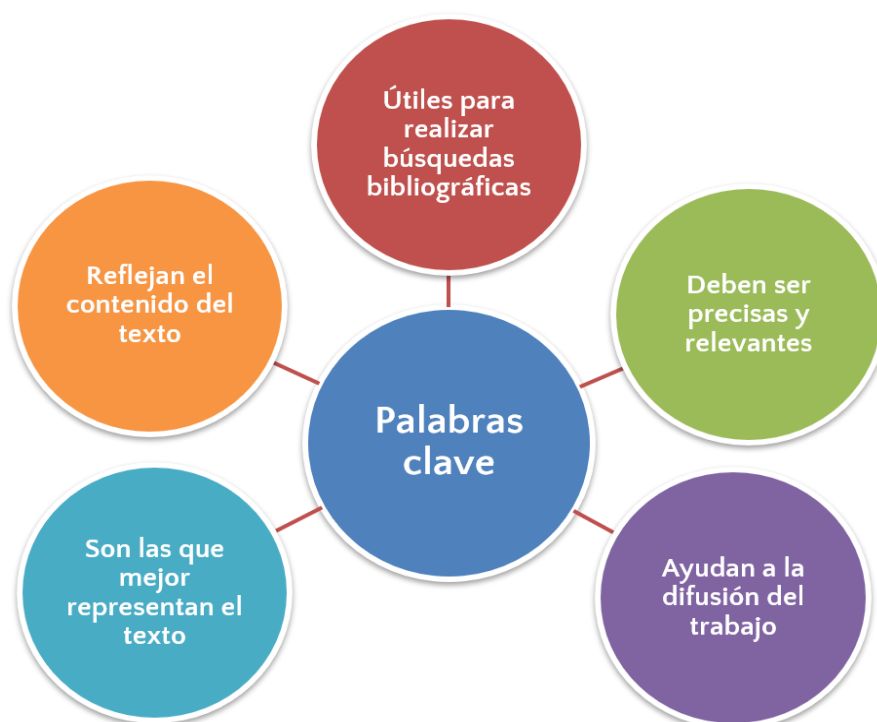 Útiles para
realizar
búsquedas
bibliográficas
Reflejan el
contenido del
texto
Deben ser
precisas y
relevantes
Palabras
clave
Son las que
mejor
representan el
texto
Ayudan a la
difusión del
trabajo